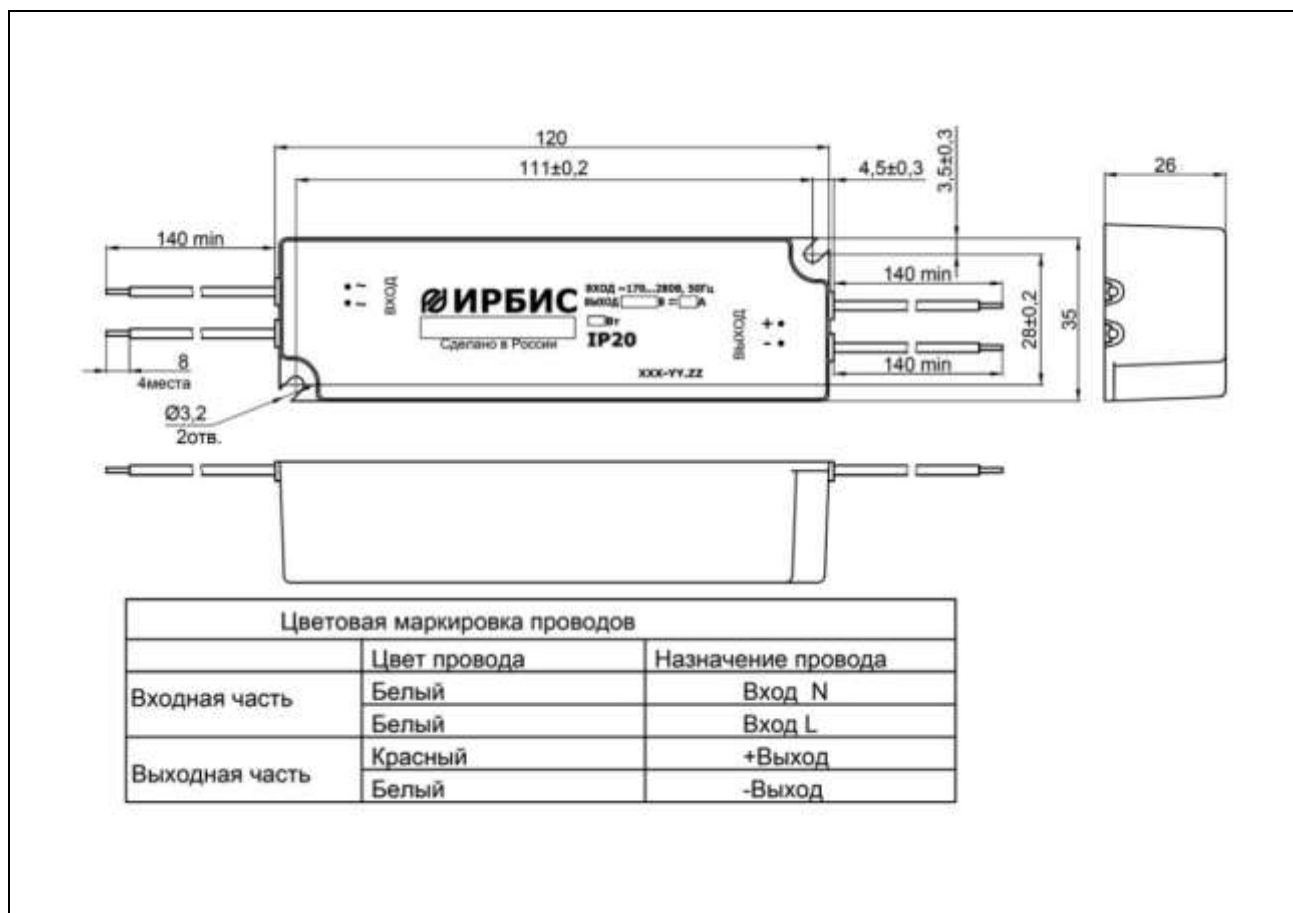 120
111±0,2
4,5±0,3
3,5±0,3
26
140 min
140 min
ВХОД
~
~
ИРБИС
Сделано в России
ВХОД ~170...280В, 50Гц
ВЫХОД В = А
Вт
IP20
XXX-YY.ZZ
ВЫХОД
+
-
28±0,2
35
140 min
8
4места
Ø3,2
2отв.
Цветовая маркировка проводов
Цвет провода Назначение провода
Входная часть
Белый Вход N
Белый Вход L
Выходная часть
Красный +Выход
Белый -Выход